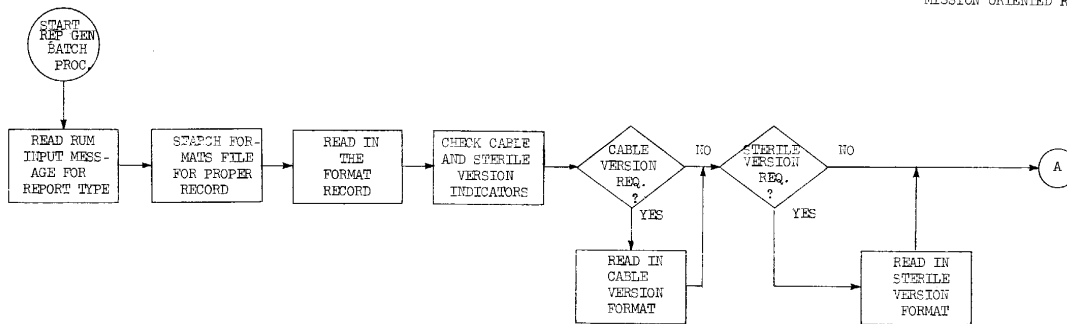 MISSION ORIENTED R
START
REP GEN
BATCH
PROC.
READ RUM
INPUT MESS-
AGE FOR
REPORT TYPE
SEARCH FOR-
MATS FILE
FOR PROPER
RECORD
READ IN
THE
FORMAT
RECORD
CHECK CABLE
AND STERILE
VERSION
INDICATORS
CABLE
VERSION
REQ.
?
NO
YES
READ IN
CABLE
VERSION
FORMAT
STERILE
VERSION
REQ.
?
NO
YES
READ IN
STERILE
VERSION
FORMAT
A